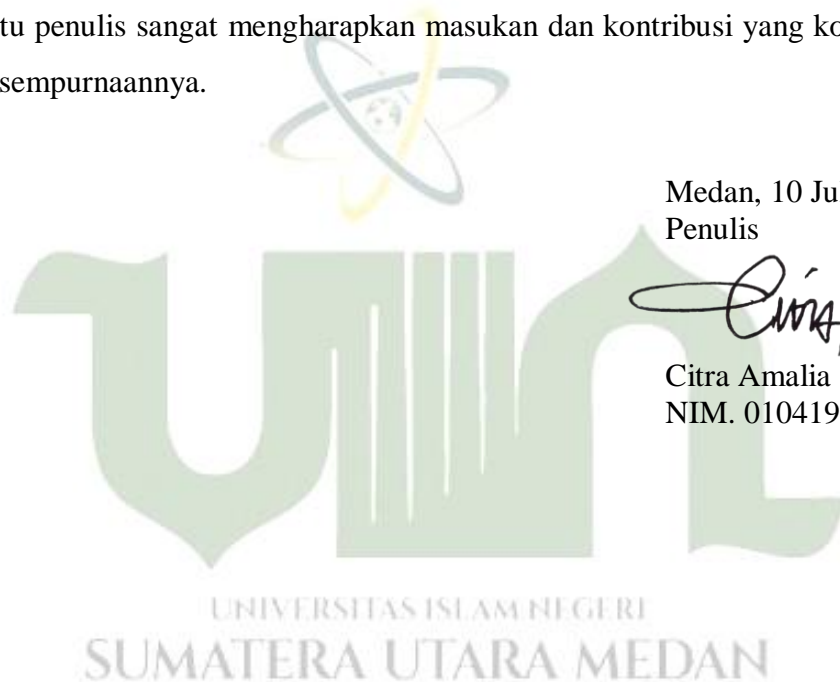 tu penulis sangat mengharapkan masukan dan kontribusi yang ko
sempurnaannya.
Medan, 10 Ju
Penulis
Citra Amalia
NIM. 010419
UNIVERSITAS ISLAM NEGERI
SUMATERA UTARA MEDAN